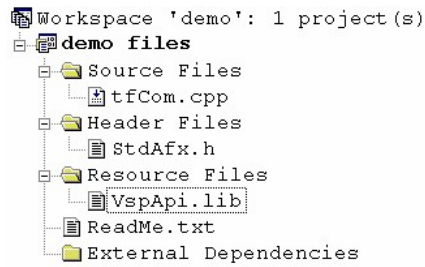 Workspace 'demo': 1 project(s)
demo files
Source Files
tfCom.cpp
Header Files
StdAfx.h
Resource Files
VspApi.lib
ReadMe.txt
External Dependencies